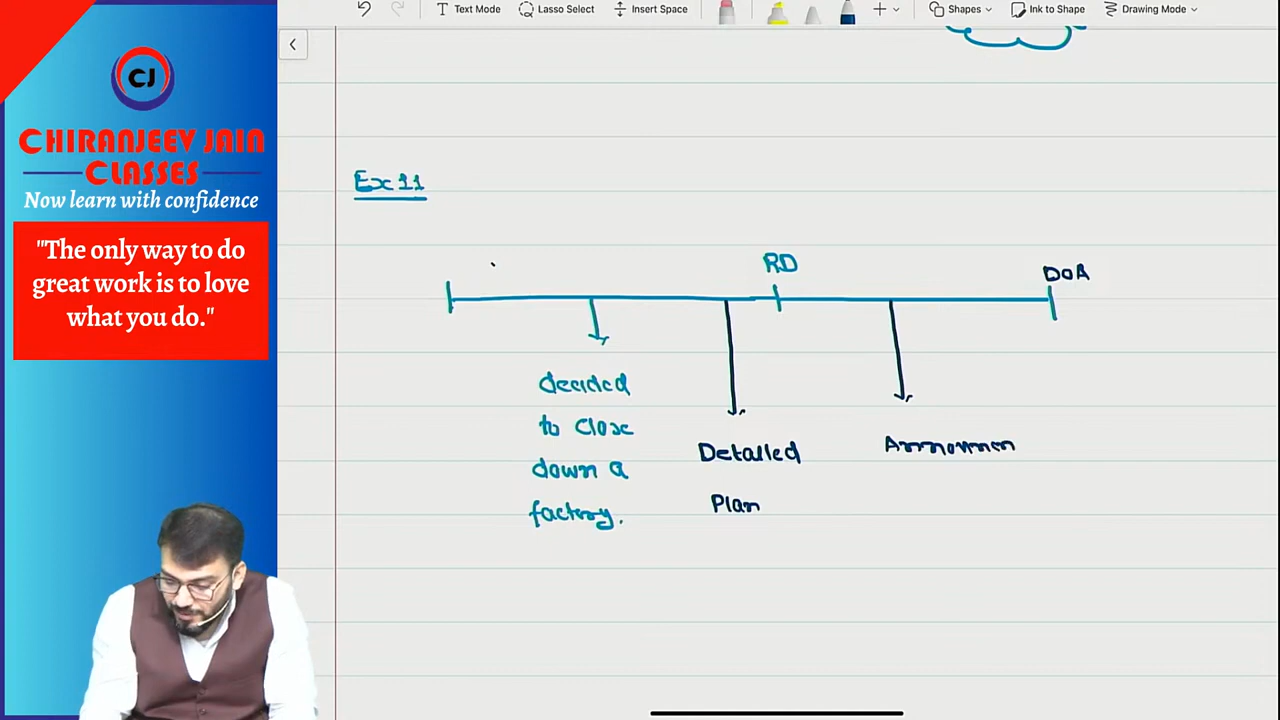 Text Mode
Lasso Select
Insert Space
Shapes
Ink to Shape
Drawing Mode
CJ
CHIRANJEEV JAIN
CLASSES
Now learn with confidence
"The only way to do
great work is to love
what you do."
Ex 11
RD
DOA
decided
to close
down a
factory.
Detailed
Plan